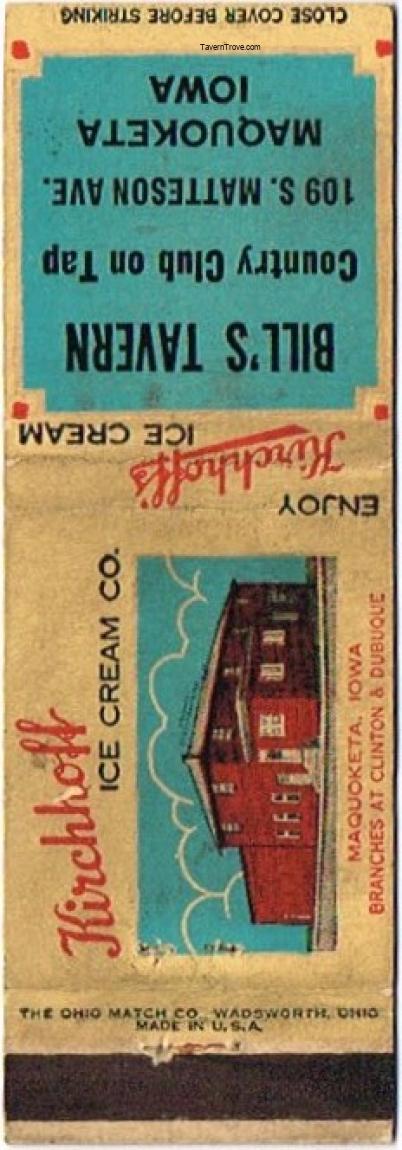 CLOSE COVER BEFORE STRIKING
TavernTrove.com
BILL'S TAVERN
Country Club on Tap
109 S. MATTESON AVE.
MAQUOKETA
IOWA
ENJOY
Kirchhoff's
ICE CREAM
Kirchhoff
ICE CREAM CO.
MAQUOKETA, IOWA
BRANCHES AT CLINTON & DUBUQUE
THE OHIO MATCH CO., WADSWORTH, OHIO
MADE IN U.S.A.